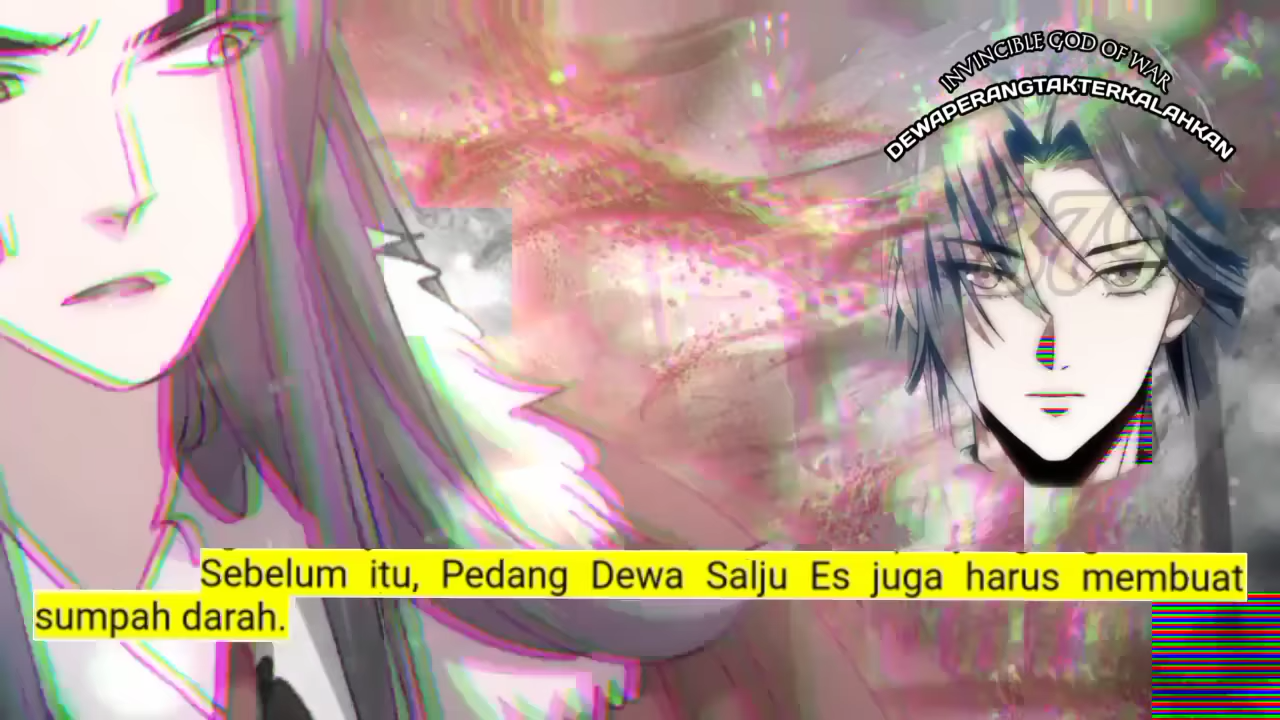 INVINCIBLE GOD OF WAR
DEWAPERANGTAKTERKALAHKAN
Sebelum itu, Pedang Dewa Salju Es juga harus membuat
sumpah darah.